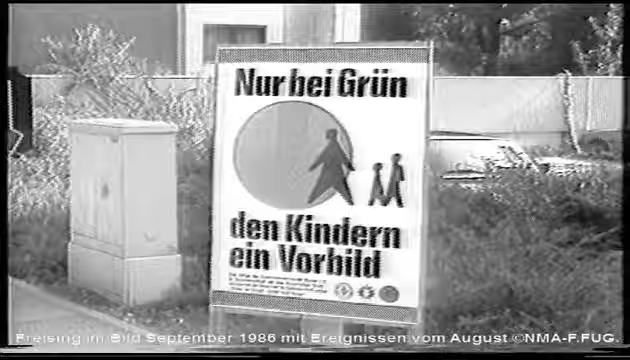 Nur bei Grün
den Kindern
ein Vorbild
Freising im Bild September 1986 mit Ereignissen vom August ©NMA-F.FUG.